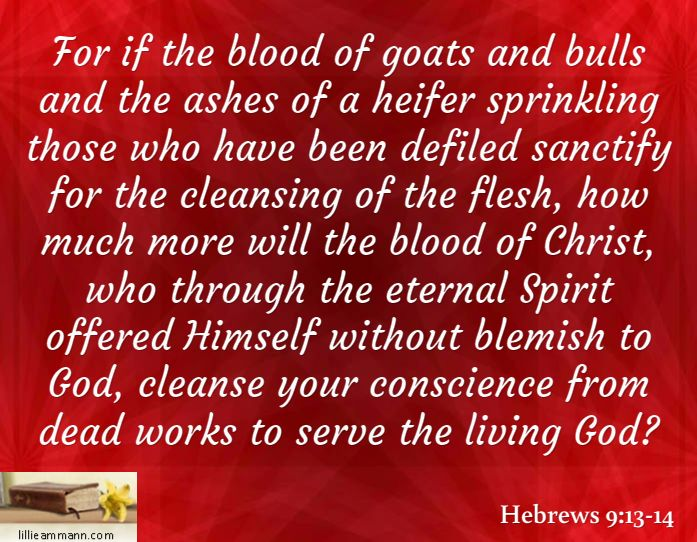 For if the blood of goats and bulls
and the ashes of a heifer sprinkling
those who have been defiled sanctify
for the cleansing of the flesh, how
much more will the blood of Christ,
who through the eternal Spirit
offered Himself without blemish to
God, cleanse your conscience from
dead works to serve the living God?
Hebrews 9:13-14
lillieammann.com